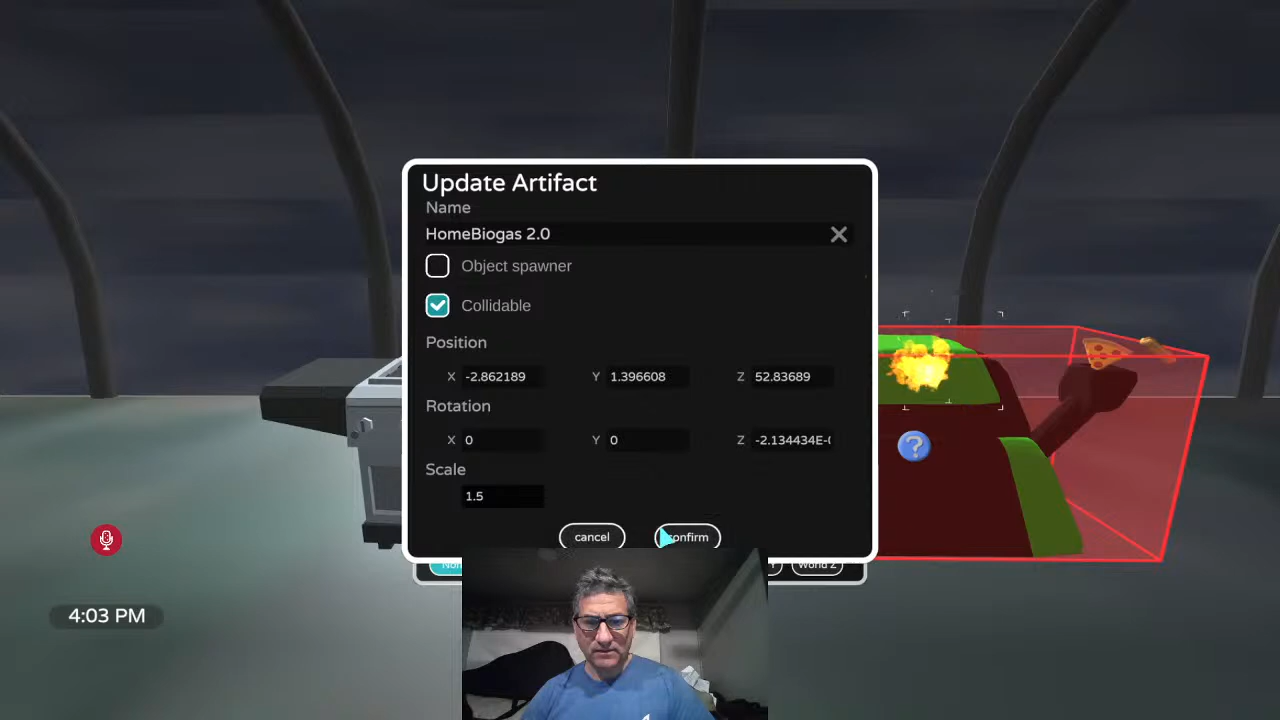 Update Artifact
Name
HomeBiogas 2.0
Object spawner
Collidable
Position
X -2.862189 Y 1.396608 Z 52.83689
Rotation
X 0 Y 0 Z -2.134434E-(
Scale
1.5
cancel confirm
World Z
4:03 PM